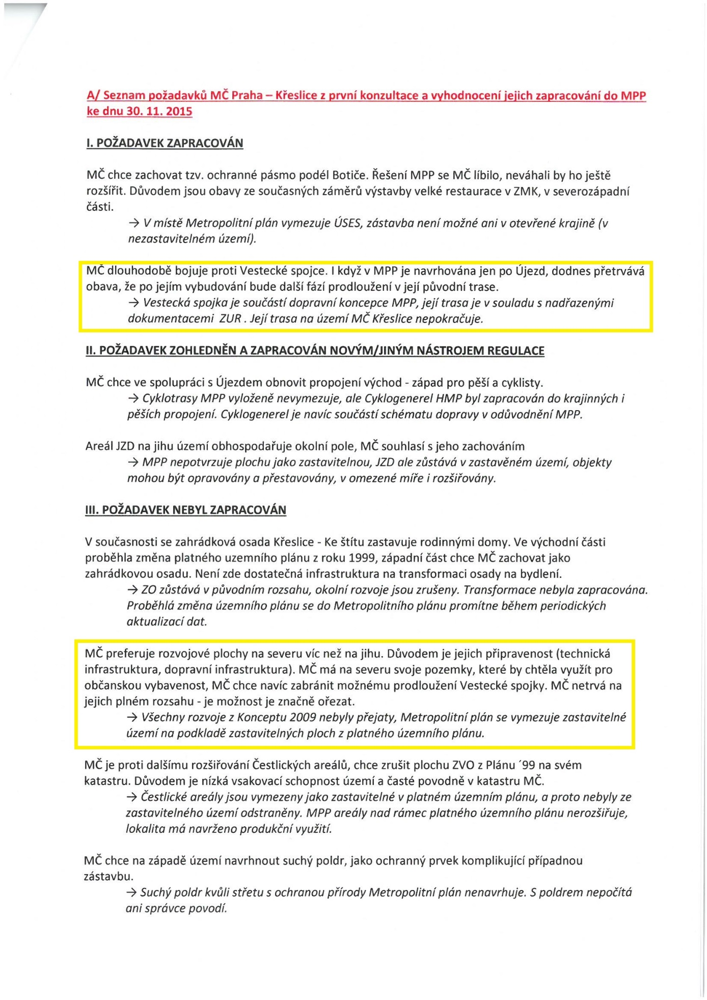 A/ Seznam požadavků MČ Praha – Křeslice z první konzultace a vyhodnocení jejich zapracování do MPP
ke dnu 30. 11. 2015
I. POŽADAVEK ZAPRACOVÁN
MČ chce zachovat tzv. ochranné pásmo podél Botiče. Řešení MPP se MČ líbilo, neváhali by ho ještě
rozšířit. Důvodem jsou obavy ze současných záměrů výstavby velké restaurace v ZMK, v severozápadní
části.
→ V místě Metropolitní plán vymezuje ÚSES, zástavba není možné ani v otevřené krajině (v
nezastavitelném území).
MČ dlouhodobě bojuje proti Vestecké spojce. I když v MPP je navrhována jen po Újezd, dodnes přetrvává
obava, že po jejím vybudování bude další fází prodloužení v její původní trase.
→ Vestecká spojka je součástí dopravní koncepce MPP, její trasa je v souladu s nadřazenými
dokumentacemi ZUR . Její trasa na území MČ Křeslice nepokračuje.
II. POŽADAVEK ZOHLEDNĚN A ZAPRACOVÁN NOVÝM/JINÝM NÁSTROJEM REGULACE
MČ chce ve spolupráci s Újezdem obnovit propojení východ - západ pro pěší a cyklisty.
→ Cyklotrasy MPP vyloženě nevymezuje, ale Cyklogenerel HMP byl zapracován do krajinných i
pěších propojení. Cyklogenerel je navíc součástí schématu dopravy v odůvodnění MPP.
Areál JZD na jihu území obhospodařuje okolní pole, MČ souhlasí s jeho zachováním
→ MPP nepotvrzuje plochu jako zastavitelnou, JZD ale zůstává v zastavěném území, objekty
mohou být opravovány a přestavovány, v omezené míře i rozšiřovány.
III. POŽADAVEK NEBYL ZAPRACOVÁN
V současnosti se zahrádková osada Křeslice - Ke štítu zastavuje rodinnými domy. Ve východní části
proběhla změna platného uzemního plánu z roku 1999, západní část chce MČ zachovat jako
zahrádkovou osadu. Není zde dostatečná infrastruktura na transformaci osady na bydlení.
→ ZO zůstává v původním rozsahu, okolní rozvoje jsou zrušeny. Transformace nebyla zapracována.
Proběhlá změna územního plánu se do Metropolitního plánu promítne během periodických
aktualizací dat.
MČ preferuje rozvojové plochy na severu víc než na jihu. Důvodem je jejich připravenost (technická
infrastruktura, dopravní infrastruktura). MČ má na severu svoje pozemky, které by chtěla využít pro
občanskou vybavenost, MČ chce navíc zabránit možnému prodloužení Vestecké spojky. MČ netrvá na
jejich plném rozsahu - je možnost je značně ořezat.
→ Všechny rozvoje z Konceptu 2009 nebyly přejaty, Metropolitní plán se vymezuje zastavitelné
území na podkladě zastavitelných ploch z platného územního plánu.
MČ je proti dalšímu rozšiřování Čestlických areálů, chce zrušit plochu ZVO z Plánu ´99 na svém
katastru. Důvodem je nízká vsakovací schopnost území a časté povodně v katastru MČ.
→ Čestlické areály jsou vymezeny jako zastavitelné v platném územním plánu, a proto nebyly ze
zastavitelného území odstraněny. MPP areály nad rámec platného územního plánu nerozšiřuje,
lokalita má navrženo produkční využití.
MČ chce na západě území navrhnout suchý poldr, jako ochranný prvek komplikující případnou
zástavbu.
→ Suchý poldr kvůli střetu s ochranou přírody Metropolitní plán nenavrhuje. S poldrem nepočítá
ani správce povodí.